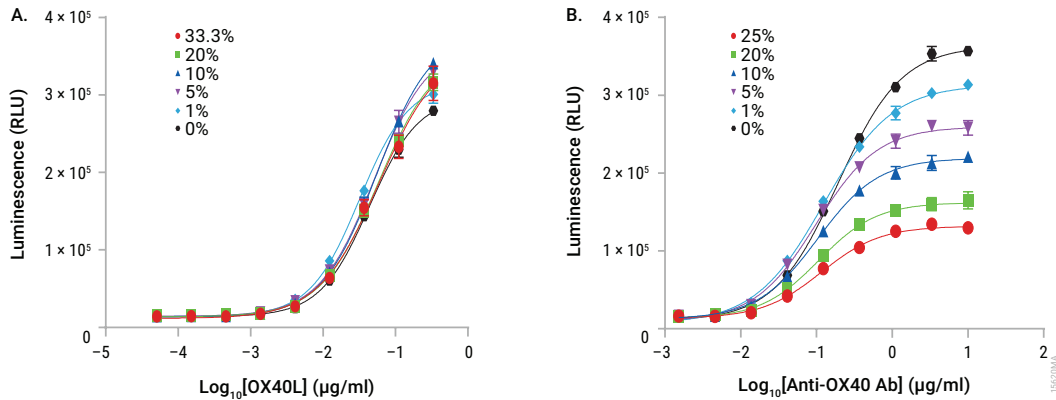 A.
4 × 10⁵
3 × 10⁵
2 × 10⁵
1 × 10⁵
0
Luminescence (RLU)
33.3%
20%
10%
5%
1%
0%
−5
−4
−3
−2
−1
0
Log₁₀[OX40L] (μg/ml)
B.
4 × 10⁵
3 × 10⁵
2 × 10⁵
1 × 10⁵
0
Luminescence (RLU)
25%
20%
10%
5%
1%
0%
−3
−2
−1
0
1
2
Log₁₀[Anti-OX40 Ab] (μg/ml)
15620MA